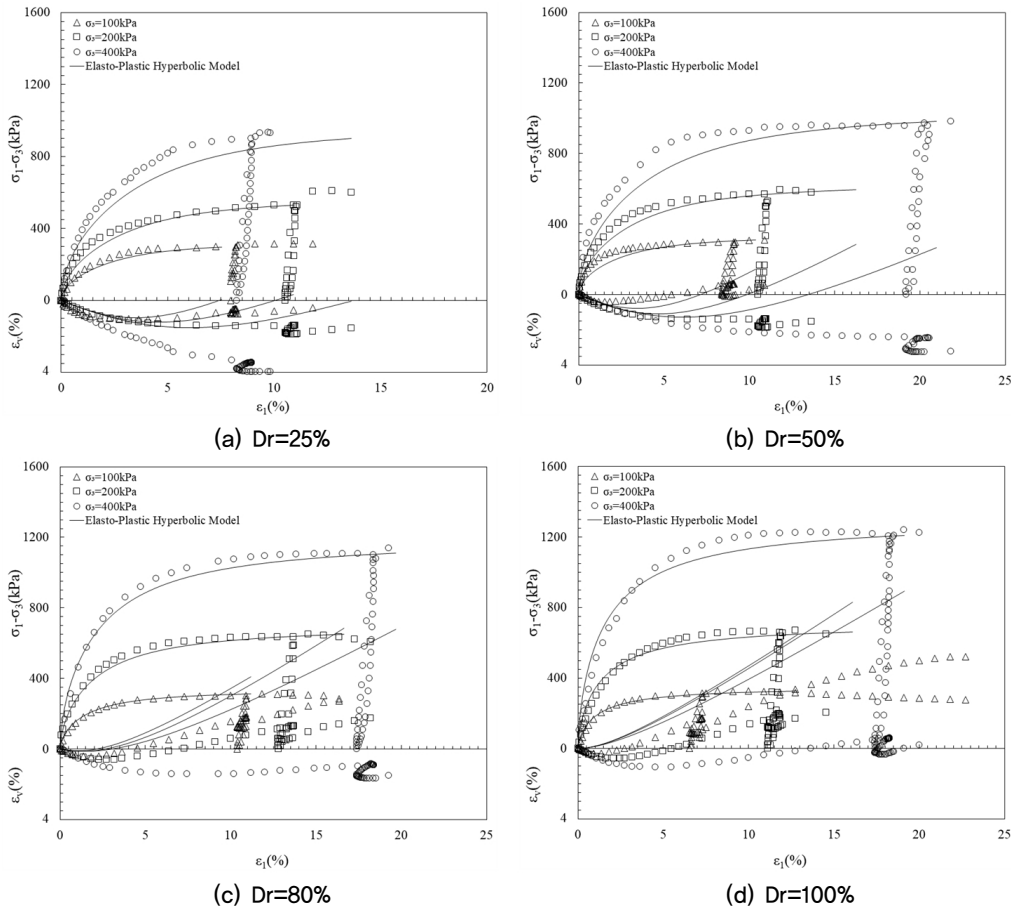 1600
1200
800
400
0
4
σ₁-σ₃(kPa)
εᵥ(%)
σ₃=100kPa
σ₃=200kPa
σ₃=400kPa
Elasto-Plastic Hyperbolic Model
0 5 10 15 20
ε₁(%)
(a) Dr=25%
1600
1200
800
400
0
4
σ₁-σ₃(kPa)
εᵥ(%)
σ₃=100kPa
σ₃=200kPa
σ₃=400kPa
Elasto-Plastic Hyperbolic Model
0 5 10 15 20 25
ε₁(%)
(b) Dr=50%
1600
1200
800
400
0
4
σ₁-σ₃(kPa)
εᵥ(%)
σ₃=100kPa
σ₃=200kPa
σ₃=400kPa
Elasto-Plastic Hyperbolic Model
0 5 10 15 20 25
ε₁(%)
(c) Dr=80%
1600
1200
800
400
0
4
σ₁-σ₃(kPa)
εᵥ(%)
σ₃=100kPa
σ₃=200kPa
σ₃=400kPa
Elasto-Plastic Hyperbolic Model
0 5 10 15 20 25
ε₁(%)
(d) Dr=100%